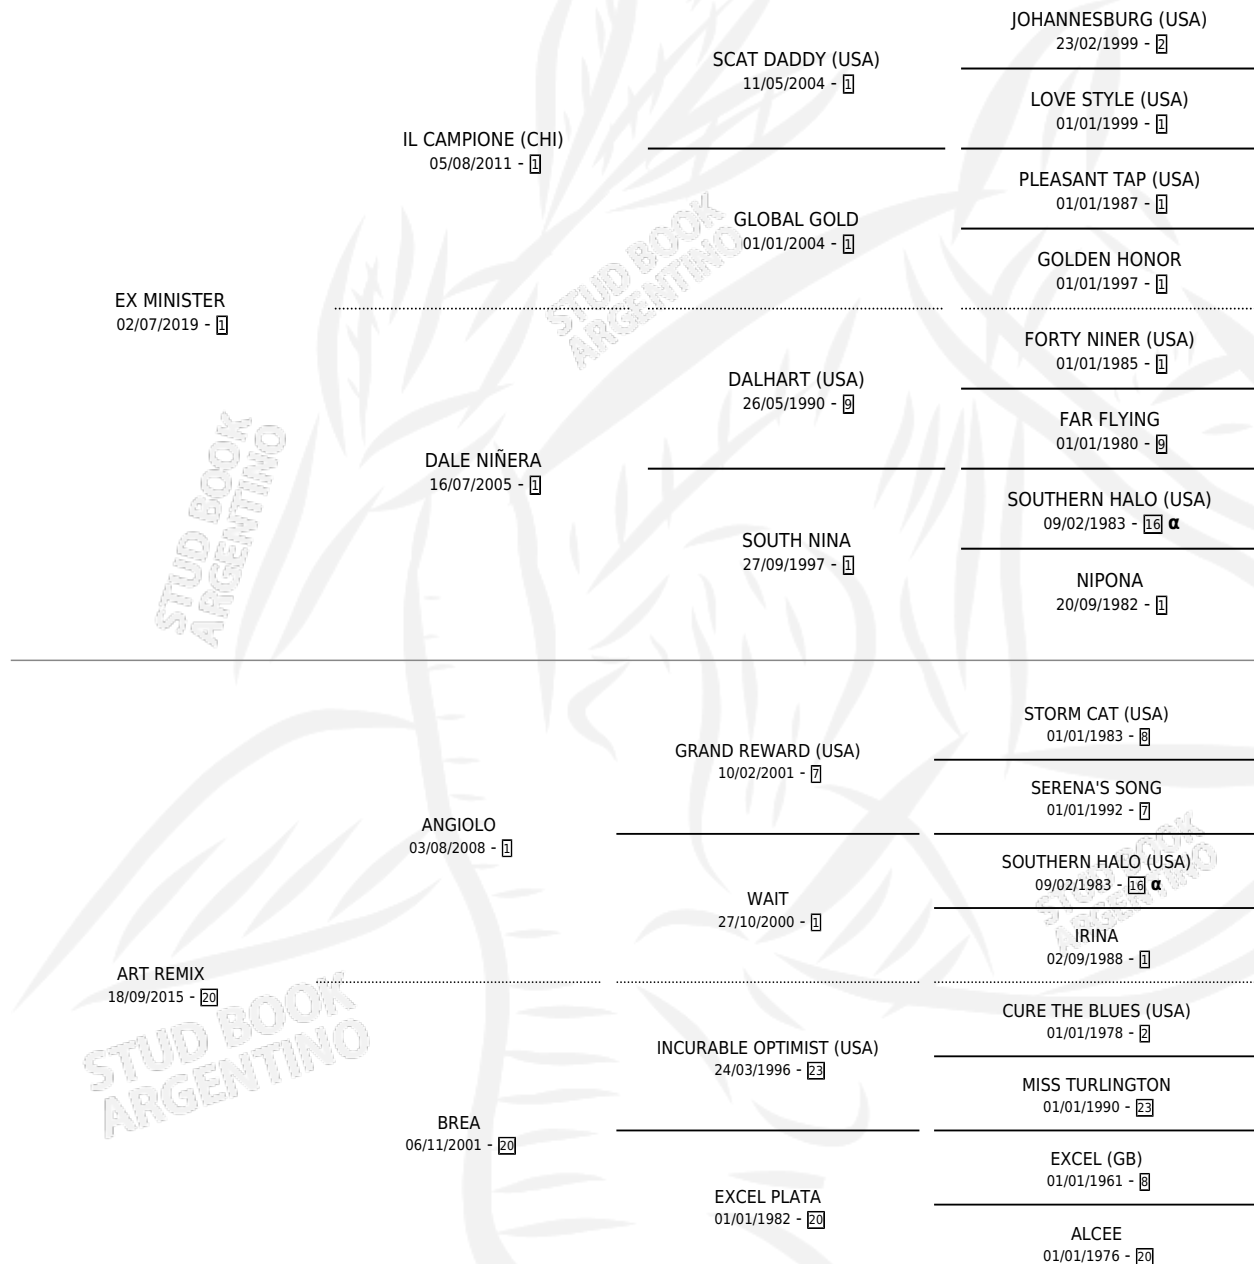 JOHANNESBURG (USA)
23/02/1999 - 2
SCAT DADDY (USA)
11/05/2004 - 1
LOVE STYLE (USA)
01/01/1999 - 1
IL CAMPIONE (CHI)
05/08/2011 - 1
PLEASANT TAP (USA)
01/01/1987 - 1
GLOBAL GOLD
01/01/2004 - 1
GOLDEN HONOR
01/01/1997 - 1
EX MINISTER
02/07/2019 - 1
FORTY NINER (USA)
01/01/1985 - 1
DALHART (USA)
26/05/1990 - 9
FAR FLYING
01/01/1980 - 9
DALE NIÑERA
16/07/2005 - 1
SOUTHERN HALO (USA)
09/02/1983 - 16 α
SOUTH NINA
27/09/1997 - 1
NIPONA
20/09/1982 - 1
STORM CAT (USA)
01/01/1983 - 8
GRAND REWARD (USA)
10/02/2001 - 7
SERENA'S SONG
01/01/1992 - 7
ANGIOLO
03/08/2008 - 1
SOUTHERN HALO (USA)
09/02/1983 - 16 α
WAIT
27/10/2000 - 1
IRINA
02/09/1988 - 1
ART REMIX
18/09/2015 - 20
CURE THE BLUES (USA)
01/01/1978 - 2
INCURABLE OPTIMIST (USA)
24/03/1996 - 23
MISS TURLINGTON
01/01/1990 - 23
BREA
06/11/2001 - 20
EXCEL (GB)
01/01/1961 - 8
EXCEL PLATA
01/01/1982 - 20
ALCEE
01/01/1976 - 20
STUD BOOK
ARGENTINO
STUD BOOK
ARGENTINO
STUD BOOK
ARGENTINO
STUD BOOK
ARGENTINO